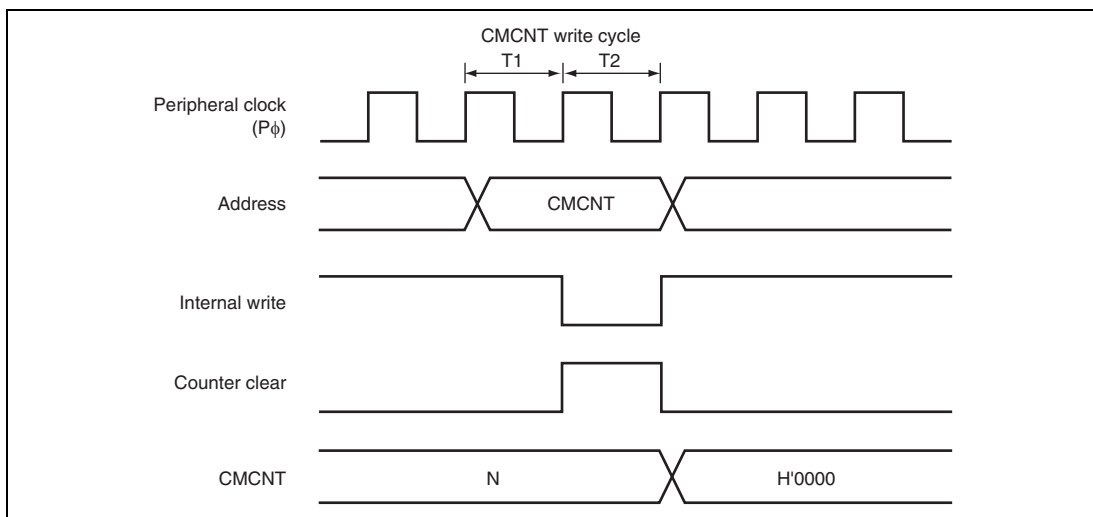 CMCNT write cycle
T1 T2
Peripheral clock
(Pϕ)
Address CMCNT
Internal write
Counter clear
CMCNT N H'0000